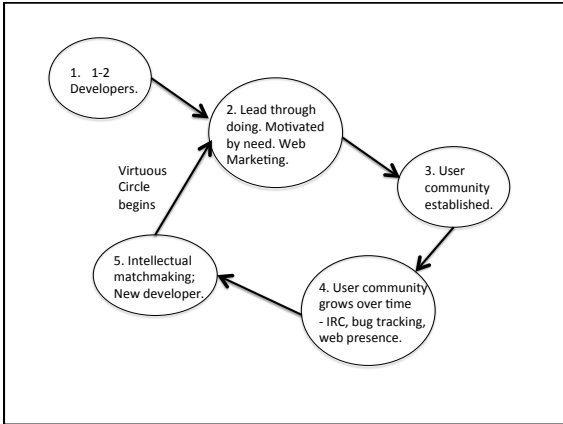 1. 1-2
Developers.
2. Lead through
doing. Motivated
by need. Web
Marketing.
3. User
community
established.
4. User community
grows over time
- IRC, bug tracking,
web presence.
5. Intellectual
matchmaking;
New developer.
Virtuous
Circle
begins